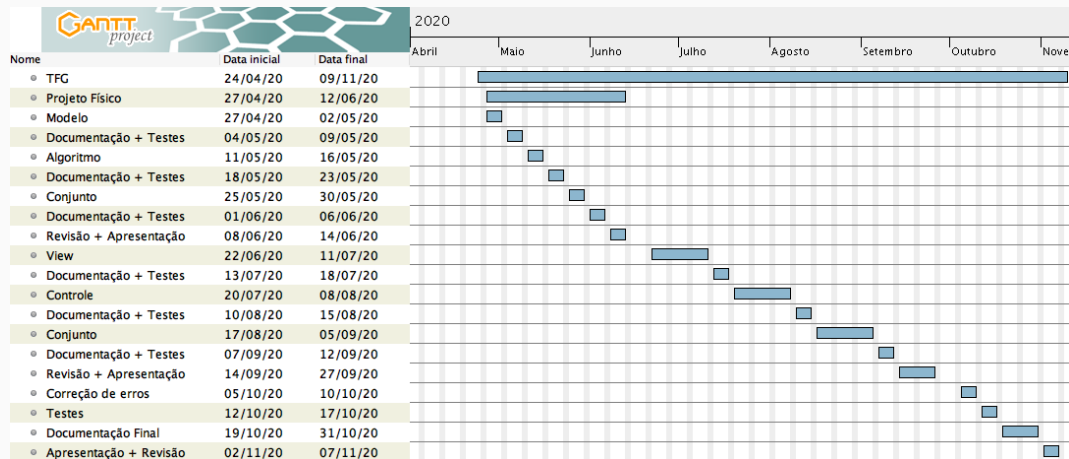 GANTT project
2020
Abril Maio Junho Julho Agosto Setembro Outubro Nove
Nome Data inicial Data final
TFG 24/04/20 09/11/20
Projeto Físico 27/04/20 12/06/20
Modelo 27/04/20 02/05/20
Documentação + Testes 04/05/20 09/05/20
Algoritmo 11/05/20 16/05/20
Documentação + Testes 18/05/20 23/05/20
Conjunto 25/05/20 30/05/20
Documentação + Testes 01/06/20 06/06/20
Revisão + Apresentação 08/06/20 14/06/20
View 22/06/20 11/07/20
Documentação + Testes 13/07/20 18/07/20
Controle 20/07/20 08/08/20
Documentação + Testes 10/08/20 15/08/20
Conjunto 17/08/20 05/09/20
Documentação + Testes 07/09/20 12/09/20
Revisão + Apresentação 14/09/20 27/09/20
Correção de erros 05/10/20 10/10/20
Testes 12/10/20 17/10/20
Documentação Final 19/10/20 31/10/20
Apresentação + Revisão 02/11/20 07/11/20